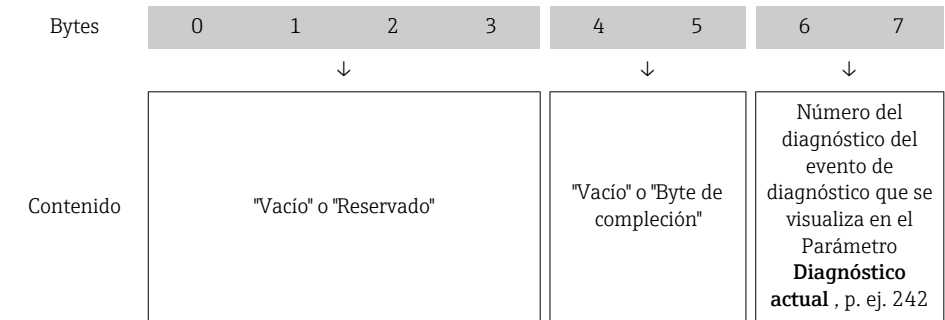 Bytes 0 1 2 3 4 5 6 7
↓ ↓ ↓
Número del
diagnóstico del
evento de
diagnóstico que se
visualiza en el
Parámetro
Diagnóstico
actual , p. ej. 242
Contenido
"Vacío" o "Reservado"
"Vacío" o "Byte de
compleción"